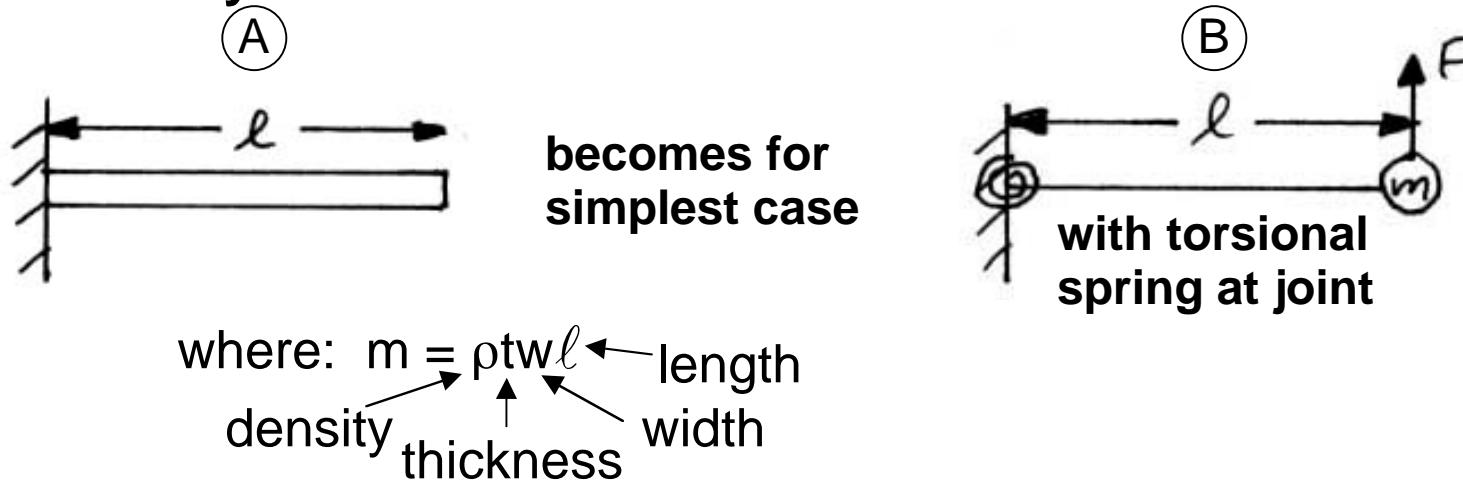 A
B
F
ℓ
ℓ
becomes for
simplest case
m
with torsional
spring at joint
where: m = ρtwℓ
length
density
width
thickness